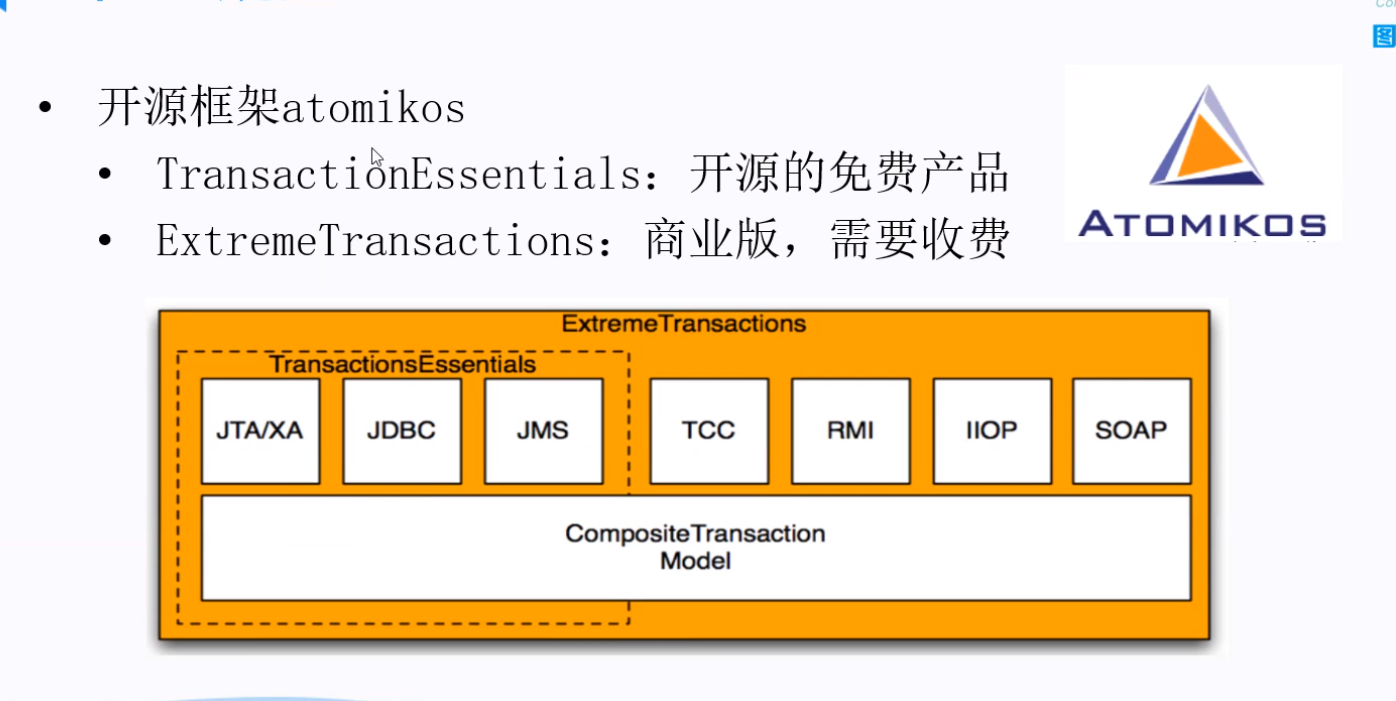 • 开源框架atomikos
• TransactionEssentials：开源的免费产品
• ExtremeTransactions：商业版，需要收费
ATOMIKOS
ExtremeTransactions
TransactionsEssentials
JTA/XA
JDBC
JMS
TCC
RMI
IIOP
SOAP
CompositeTransaction
Model